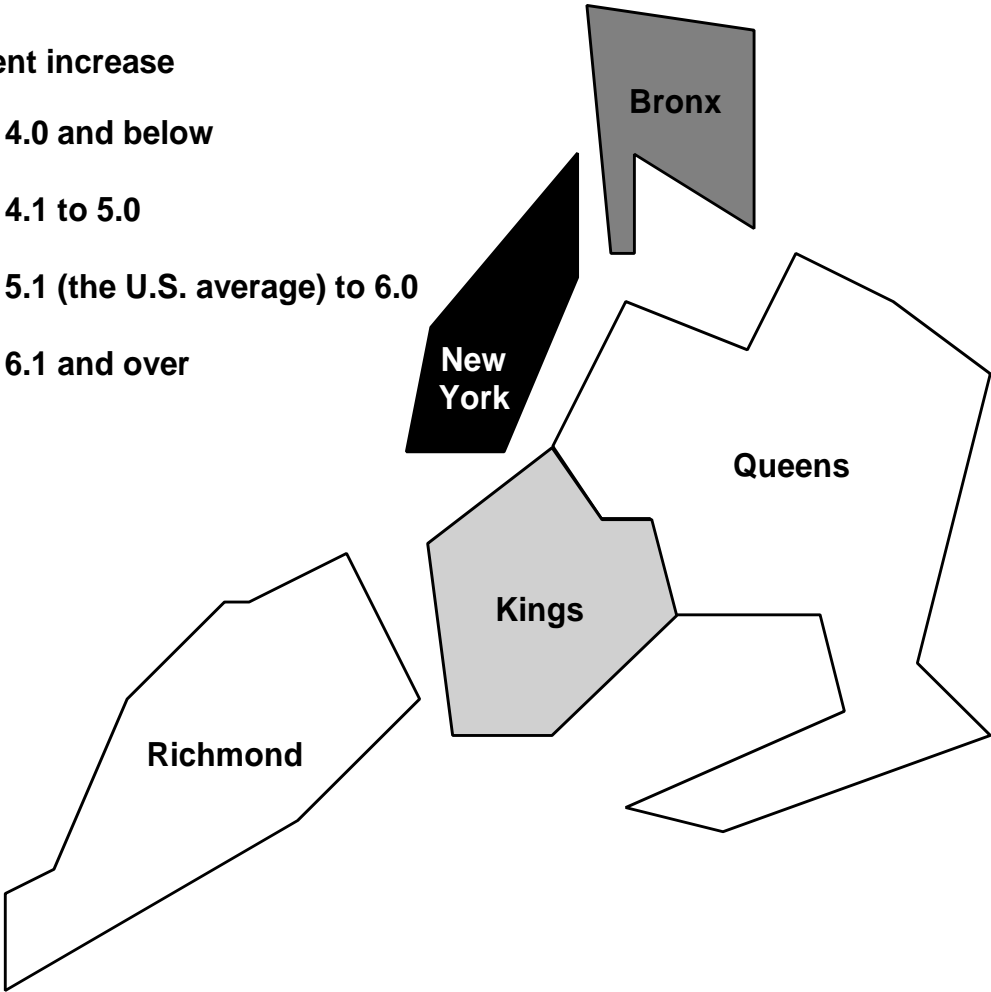 ent increase
4.0 and below
4.1 to 5.0
5.1 (the U.S. average) to 6.0
6.1 and over
Bronx
New
York
Queens
Kings
Richmond